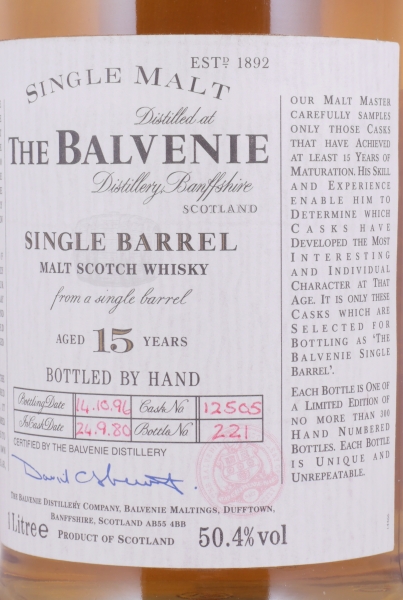 ESTD 1892
SINGLE MALT
Distilled at
THE BALVENIE
Distillery, Banffshire
SCOTLAND
SINGLE BARREL
MALT SCOTCH WHISKY
from a single barrel
AGED 15 YEARS
BOTTLED BY HAND
Bottling Date 14.10.96 Cask No 12505
In Cask Date 24.9.80 Bottle No 221
CERTIFIED BY THE BALVENIE DISTILLERY
THE BALVENIE DISTILLERY COMPANY, BALVENIE MALTINGS, DUFFTOWN,
BANFFSHIRE, SCOTLAND AB55 4BB
1 Litre e PRODUCT OF SCOTLAND 50.4% vol
OUR MALT MASTER
CAREFULLY SAMPLES
ONLY THOSE CASKS
THAT HAVE ACHIEVED
AT LEAST 15 YEARS OF
MATURATION. HIS SKILL
AND EXPERIENCE
ENABLE HIM TO
DETERMINE WHICH
CASKS HAVE
DEVELOPED THE MOST
INTERESTING
AND INDIVIDUAL
CHARACTER AT THAT
AGE. IT IS ONLY THESE
CASKS WHICH ARE
SELECTED FOR
BOTTLING AS 'THE
BALVENIE SINGLE
BARREL'.
EACH BOTTLE IS ONE OF
A LIMITED EDITION OF
NO MORE THAN 300
HAND NUMBERED
BOTTLES. EACH BOTTLE
IS UNIQUE AND
UNREPEATABLE.